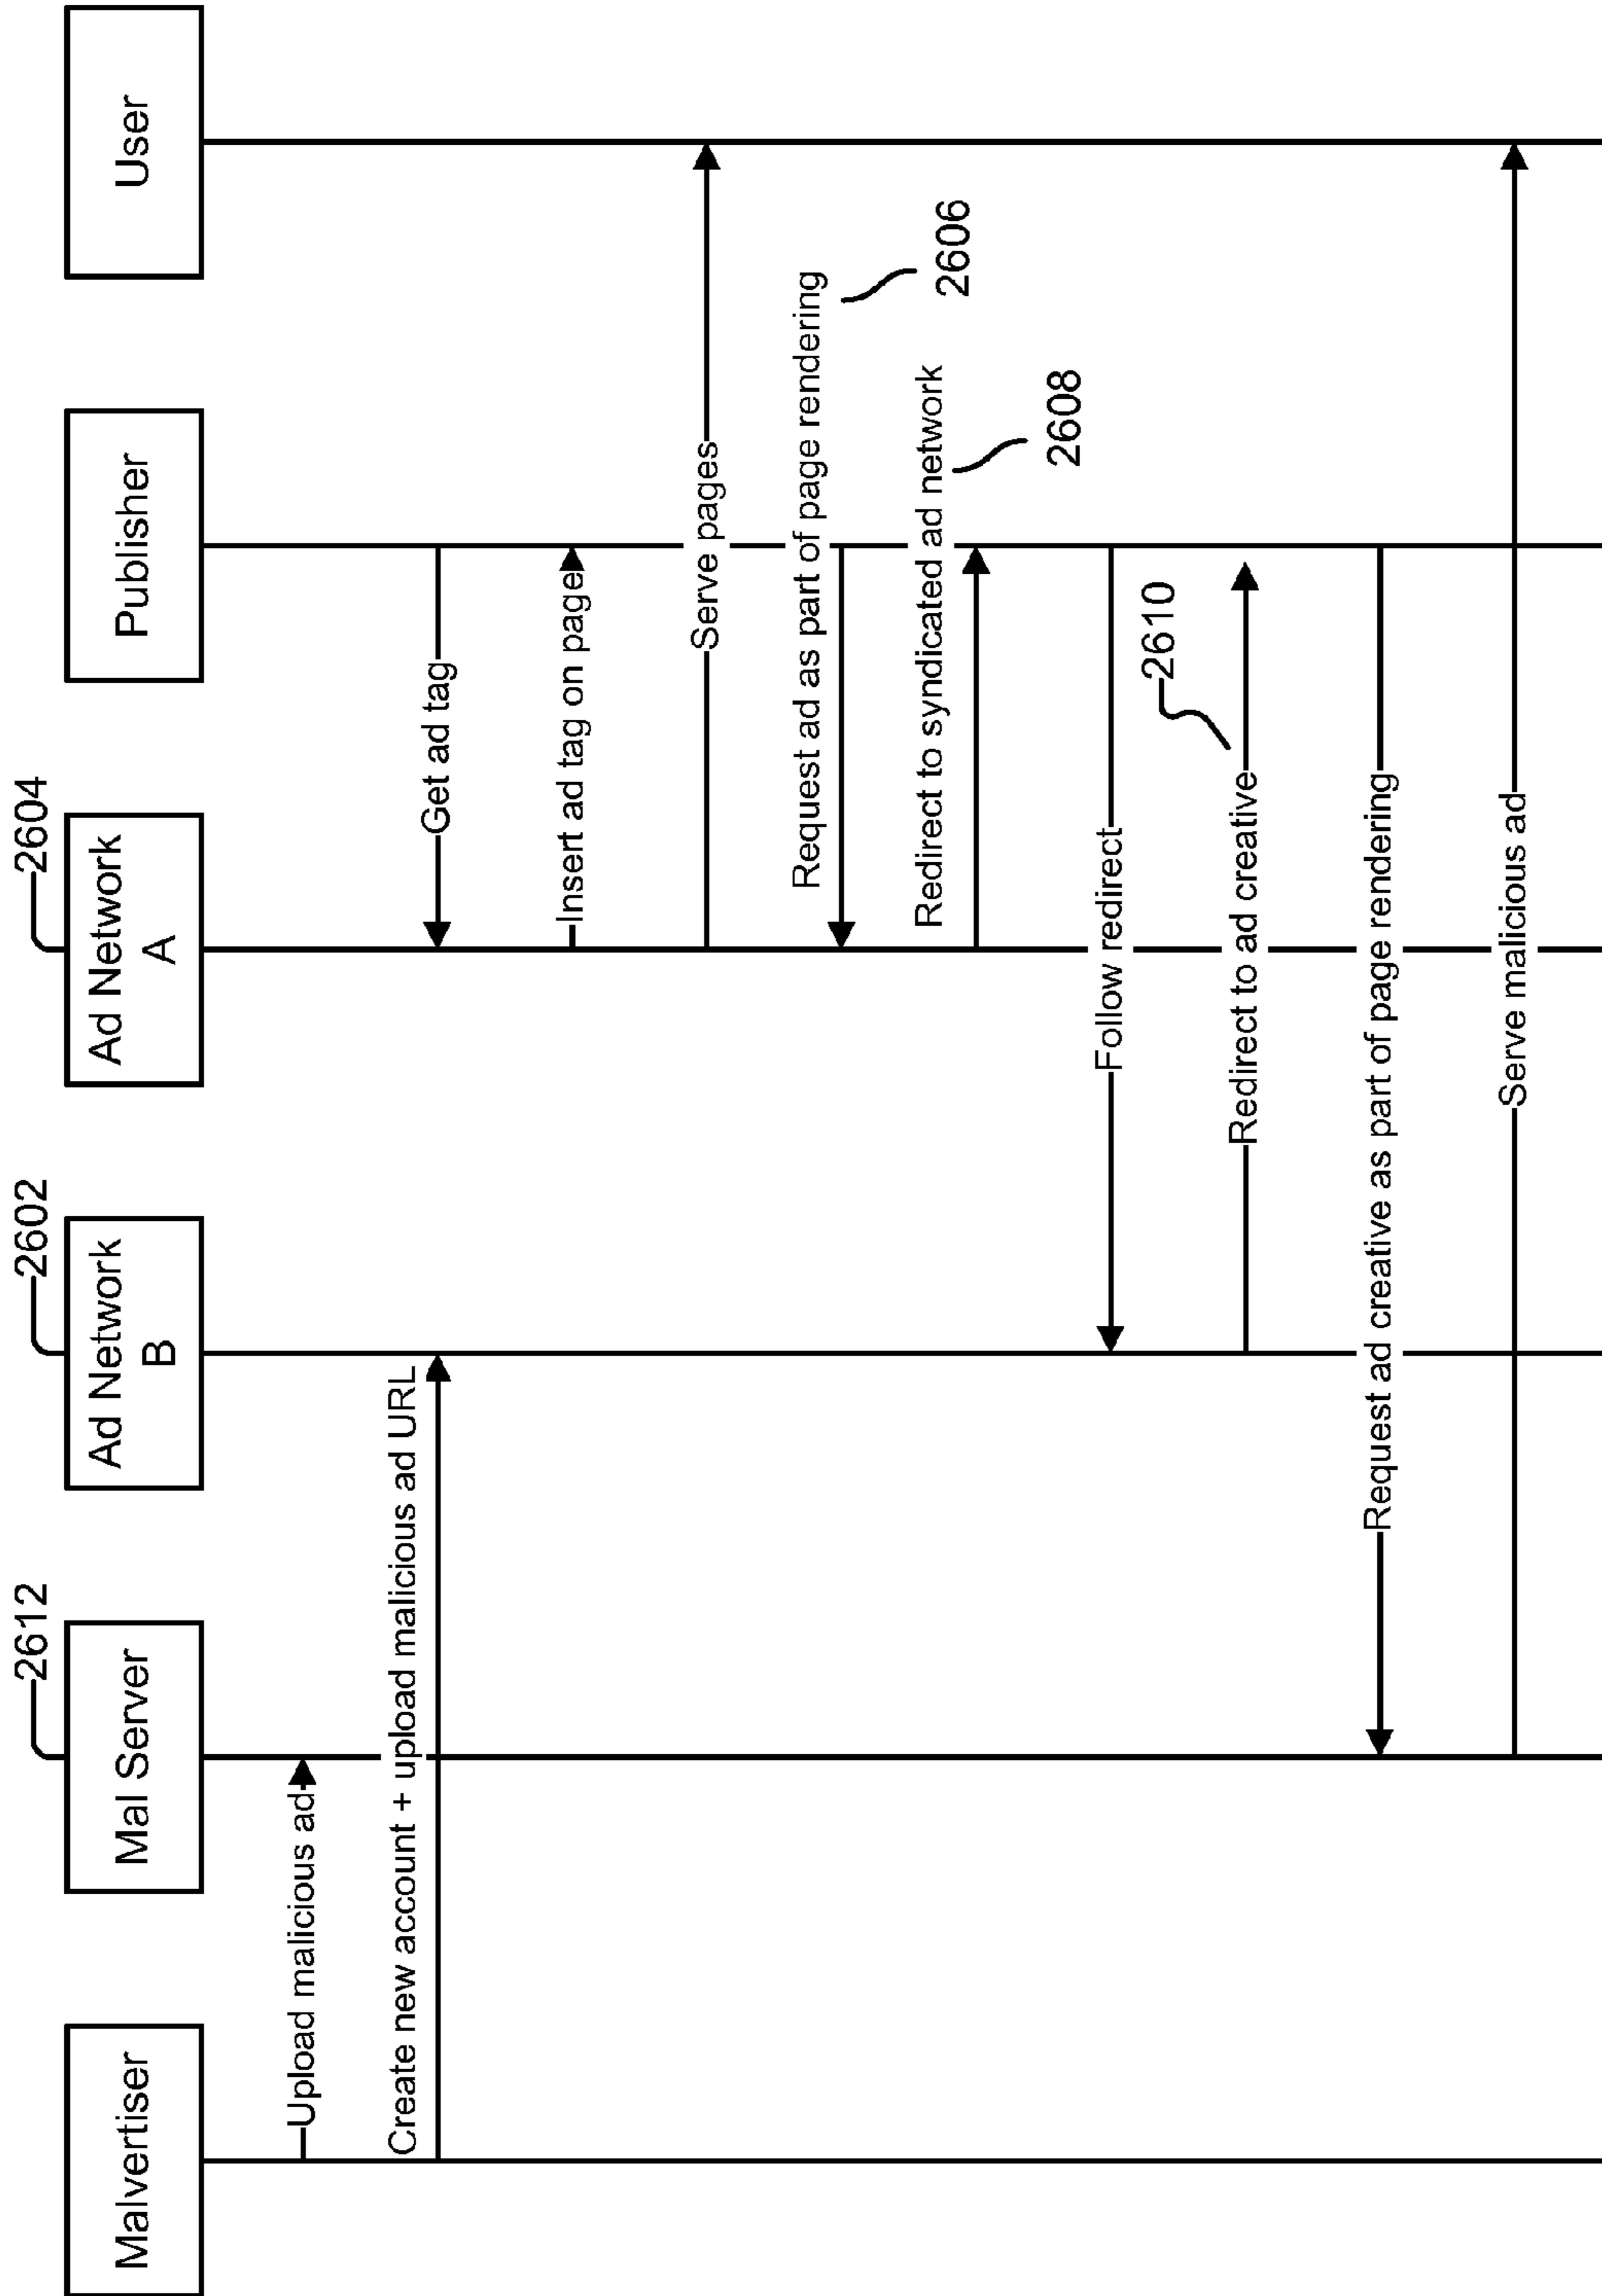 2612
2602
2604
Malvertiser
Mal Server
Ad Network
B
Ad Network
A
Publisher
User
Upload malicious ad
Create new account + upload malicious ad URL
Get ad tag
Insert ad tag on page
Serve pages
Request ad as part of page rendering
2606
Redirect to syndicated ad network
2608
Follow redirect
2610
Redirect to ad creative
Request ad creative as part of page rendering
Serve malicious ad